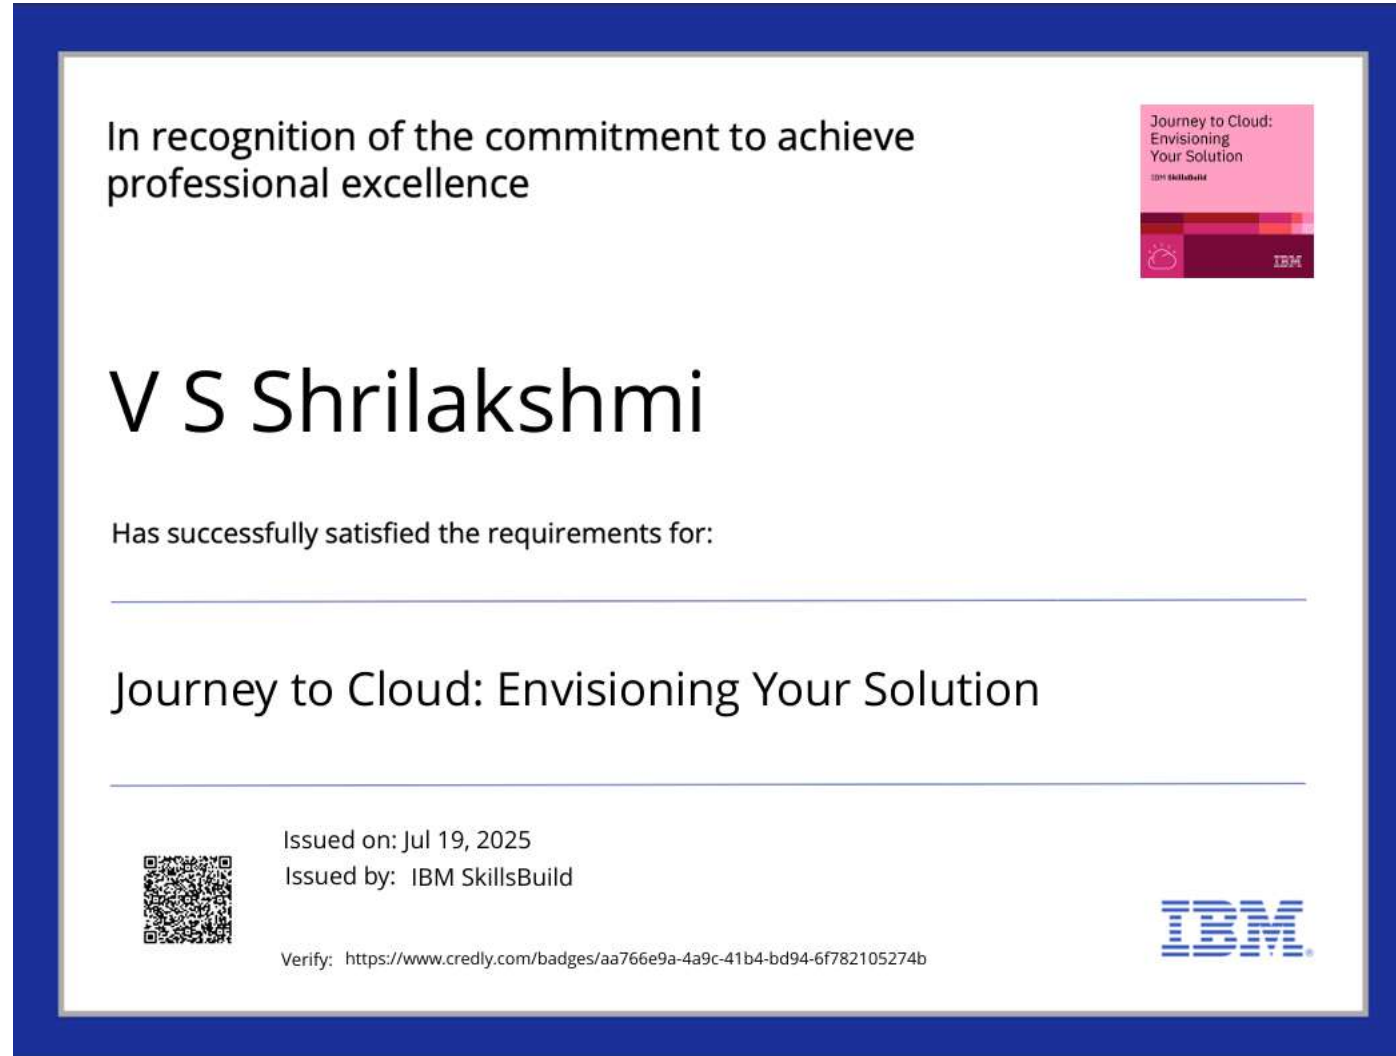 In recognition of the commitment to achieve
professional excellence
Journey to Cloud:
Envisioning
Your Solution
IBM SkillsBuild
IBM
V S Shrilakshmi
Has successfully satisfied the requirements for:
Journey to Cloud: Envisioning Your Solution
Issued on: Jul 19, 2025
Issued by: IBM SkillsBuild
Verify: https://www.credly.com/badges/aa766e9a-4a9c-41b4-bd94-6f782105274b
IBM®